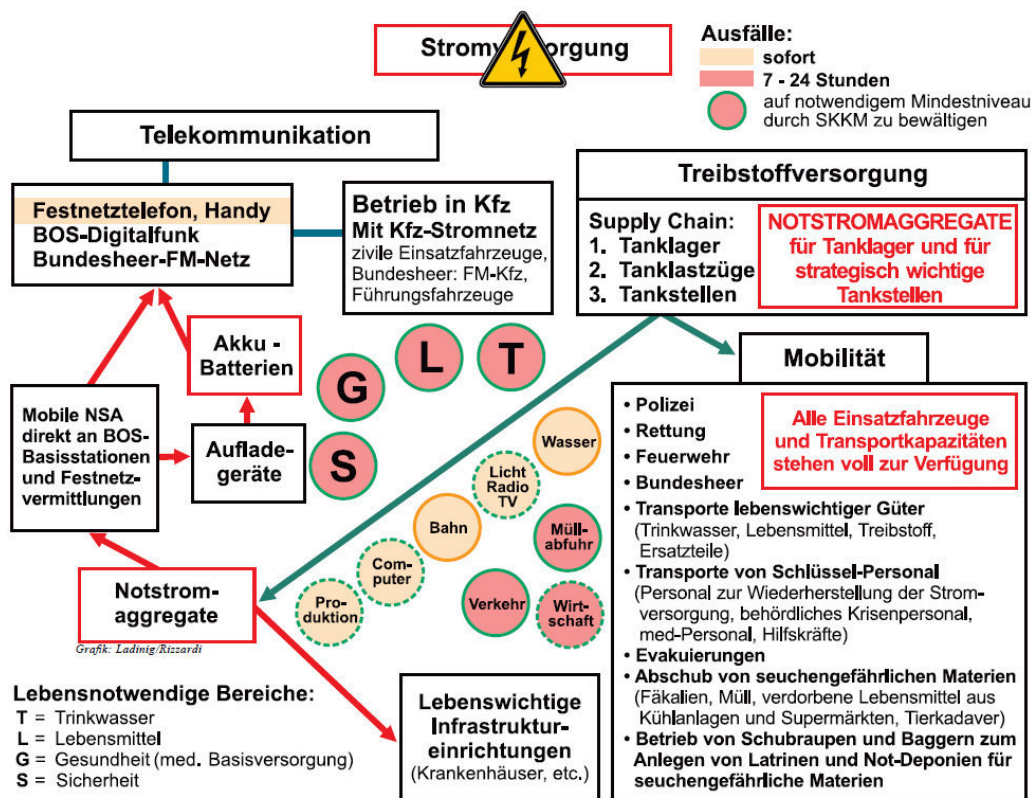 Stromv orgung
Ausfälle:
sofort
7 - 24 Stunden
auf notwendigem Mindestniveau
durch SKKM zu bewältigen
Telekommunikation
Festnetztelefon, Handy
BOS-Digitalfunk
Bundesheer-FM-Netz
Betrieb in Kfz
Mit Kfz-Stromnetz
zivile Einsatzfahrzeuge,
Bundesheer: FM-Kfz,
Führungsfahrzeuge
Treibstoffversorgung
Supply Chain:
1. Tanklager
2. Tanklastzüge
3. Tankstellen
NOTSTROMAGGREGATE
für Tanklager und für
strategisch wichtige
Tankstellen
Akku -
Batterien
Mobile NSA
direkt an BOS-
Basisstationen
und Festnetz-
vermittlungen
Auflade-
geräte
G
L
T
S
Wasser
Licht
Radio
TV
Bahn
Müll-
abfuhr
Com-
puter
Pro-
duktion
Verkehr
Wirt-
schaft
Mobilität
• Polizei
• Rettung
• Feuerwehr
• Bundesheer
Alle Einsatzfahrzeuge
und Transportkapazitäten
stehen voll zur Verfügung
• Transporte lebenswichtiger Güter
(Trinkwasser, Lebensmittel, Treibstoff,
Ersatzteile)
• Transporte von Schlüssel-Personal
(Personal zur Wiederherstellung der Strom-
versorgung, behördliches Krisenpersonal,
med-Personal, Hilfskräfte)
• Evakuierungen
• Abschub von seuchengefährlichen Materien
(Fäkalien, Müll, verdorbene Lebensmittel aus
Kühlanlagen und Supermärkten, Tierkadaver)
• Betrieb von Schubraupen und Baggern zum
Anlegen von Latrinen und Not-Deponien für
seuchengefährliche Materien
Notstrom-
aggregate
Grafik: Ladinig/Rizzardi
Lebensnotwendige Bereiche:
T = Trinkwasser
L = Lebensmittel
G = Gesundheit (med. Basisversorgung)
S = Sicherheit
Lebenswichtige
Infrastruktur-
einrichtungen
(Krankenhäuser, etc.)